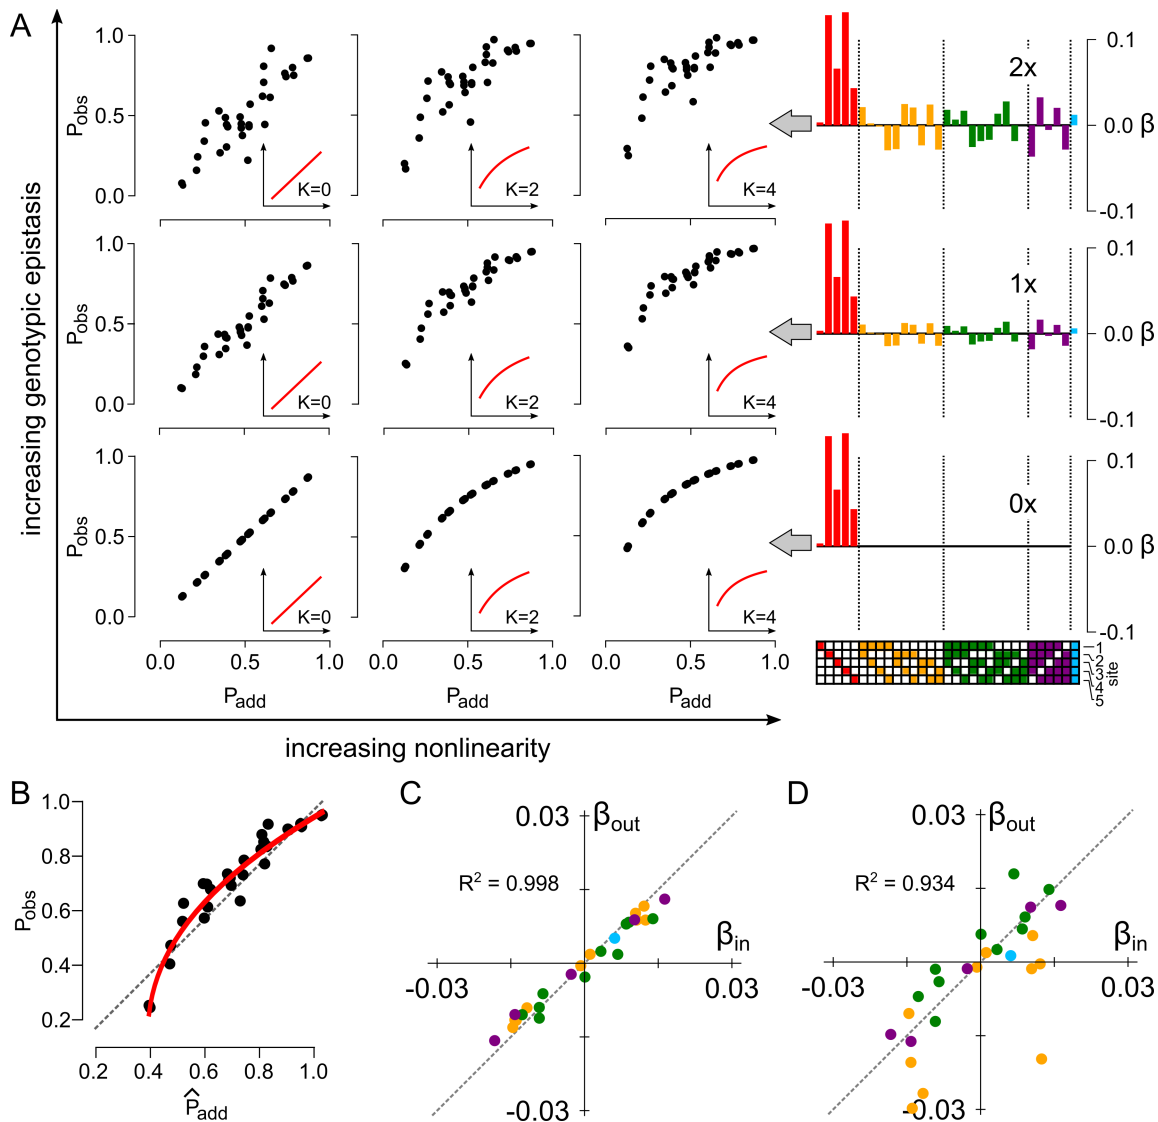 A
increasing genotypic epistasis
increasing nonlinearity
1.0
0.5
0.0
Pobs
K=0
K=2
K=4
2x
0.1
0.0 β
-0.1
1.0
0.5
0.0
Pobs
K=0
K=2
K=4
1x
0.1
0.0 β
-0.1
1.0
0.5
0.0
Pobs
K=0
K=2
K=4
0x
0.1
0.0 β
-0.1
0.0 0.5 1.0
0.0 0.5 1.0
0.0 0.5 1.0
Padd
Padd
Padd
1
2
3
4
5
site
B
1.0
0.8
0.6
0.4
0.2
Pobs
0.2 0.4 0.6 0.8 1.0
P̂add
C
0.03
βout
R² = 0.998
βin
-0.03
0.03
-0.03
D
0.03
βout
R² = 0.934
βin
-0.03
0.03
-0.03